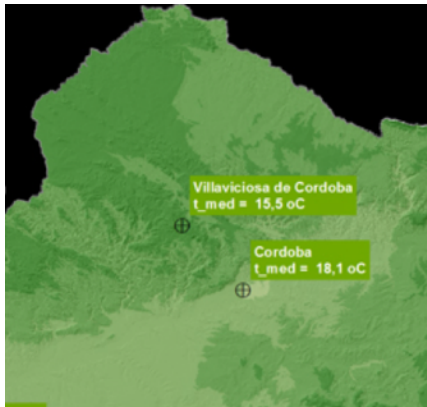 Villaviciosa de Cordoba
t_med = 15,5 oC
Cordoba
t_med = 18,1 oC